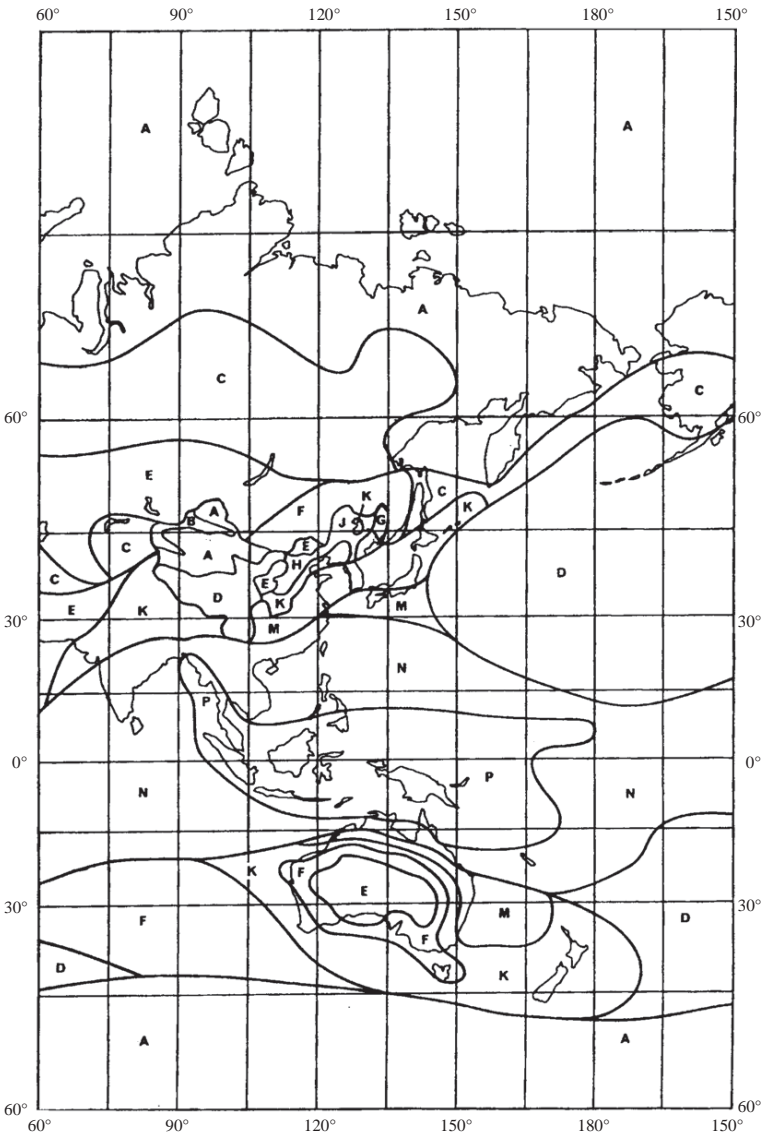 60° 90° 120° 150° 180° 150°
A A
A
C
60° C 60°
E
K
A F C
B J G K
E
C A H D
C E
E K D K M
30° M 30°
N
P
0° P 0°
N N
K F
E
30° M 30°
F D
F
D K
A A
60° 60°
60° 90° 120° 150° 180° 150°